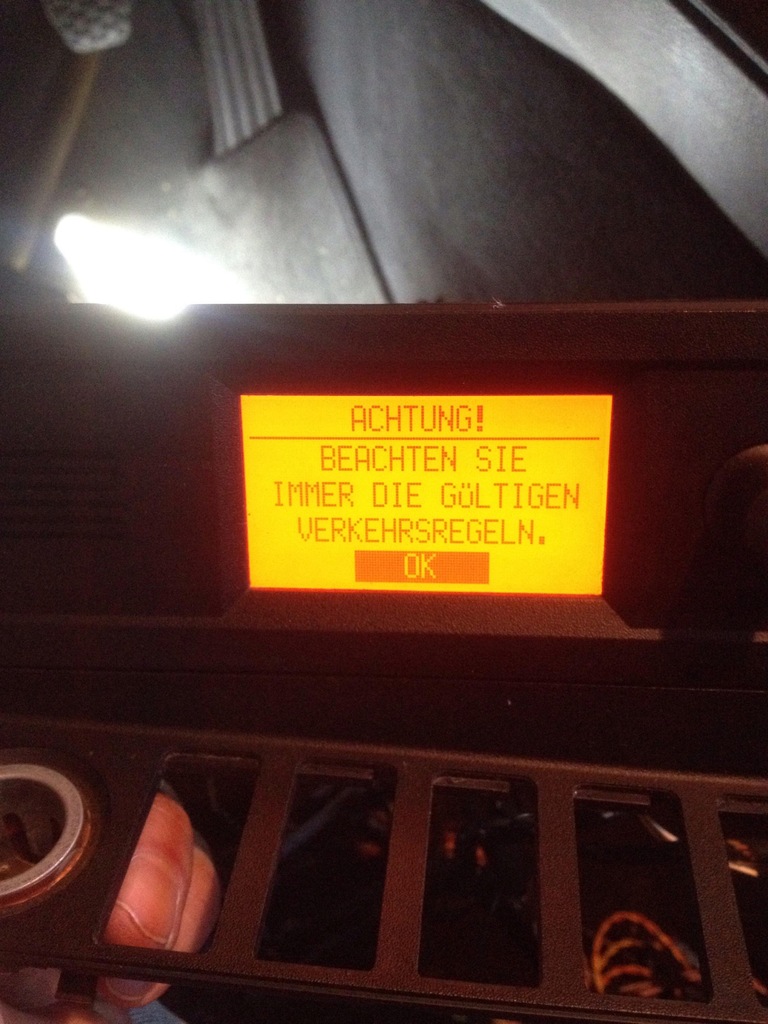 ACHTUNG!
BEACHTEN SIE
IMMER DIE GÜLTIGEN
VERKEHRSREGELN.
OK